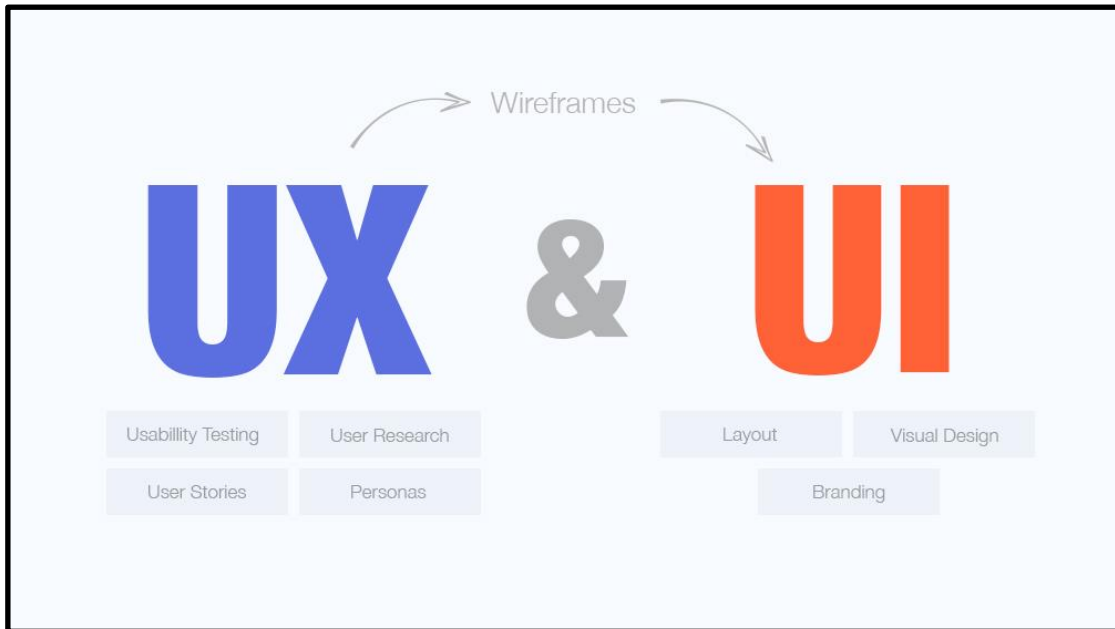 Wireframes
UX & UI
Usabillity Testing User Research Layout Visual Design
User Stories Personas Branding